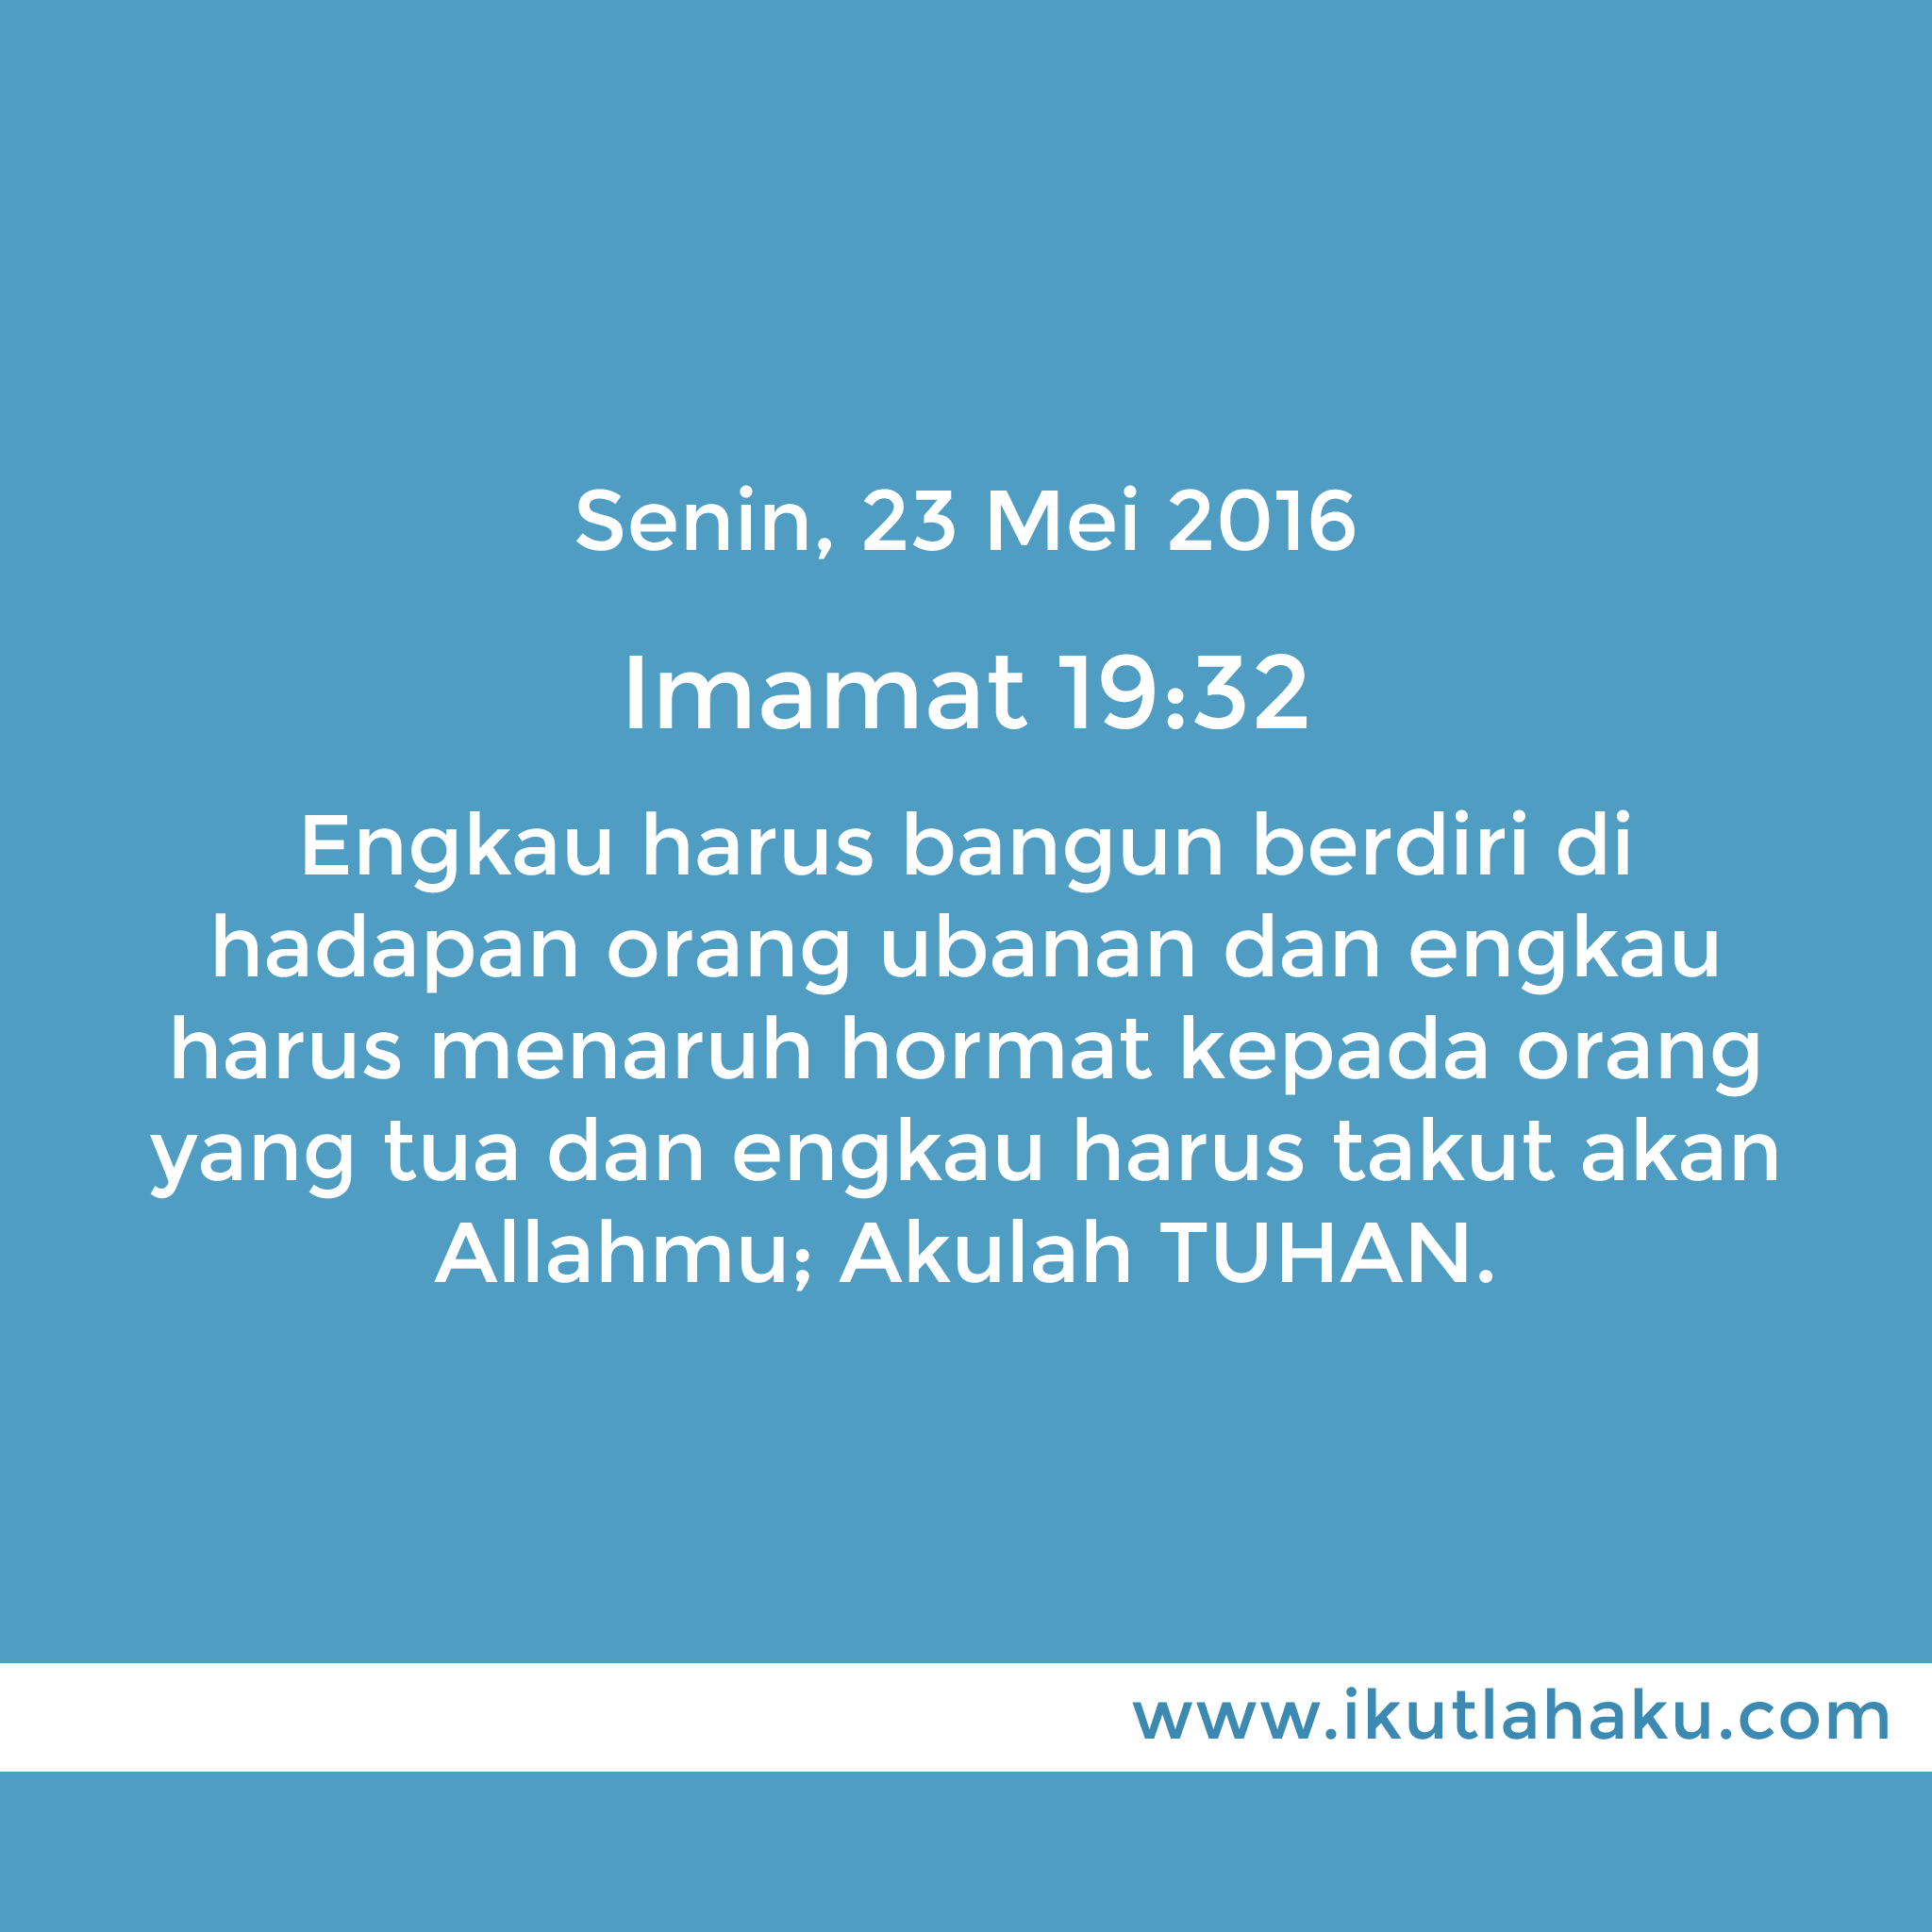 Senin, 23 Mei 2016
Imamat 19:32
Engkau harus bangun berdiri di
hadapan orang ubanan dan engkau
harus menaruh hormat kepada orang
yang tua dan engkau harus takut akan
Allahmu; Akulah TUHAN.
www.ikutlahaku.com